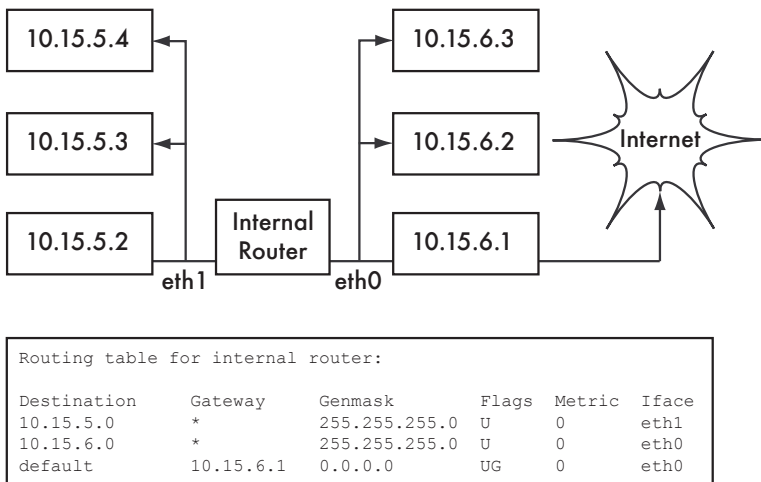 10.15.5.4
10.15.6.3
10.15.5.3
10.15.6.2
Internet
10.15.5.2
Internal
Router
10.15.6.1
eth1
eth0
Routing table for internal router:
Destination Gateway Genmask Flags Metric Iface
10.15.5.0 * 255.255.255.0 U 0 eth1
10.15.6.0 * 255.255.255.0 U 0 eth0
default 10.15.6.1 0.0.0.0 UG 0 eth0